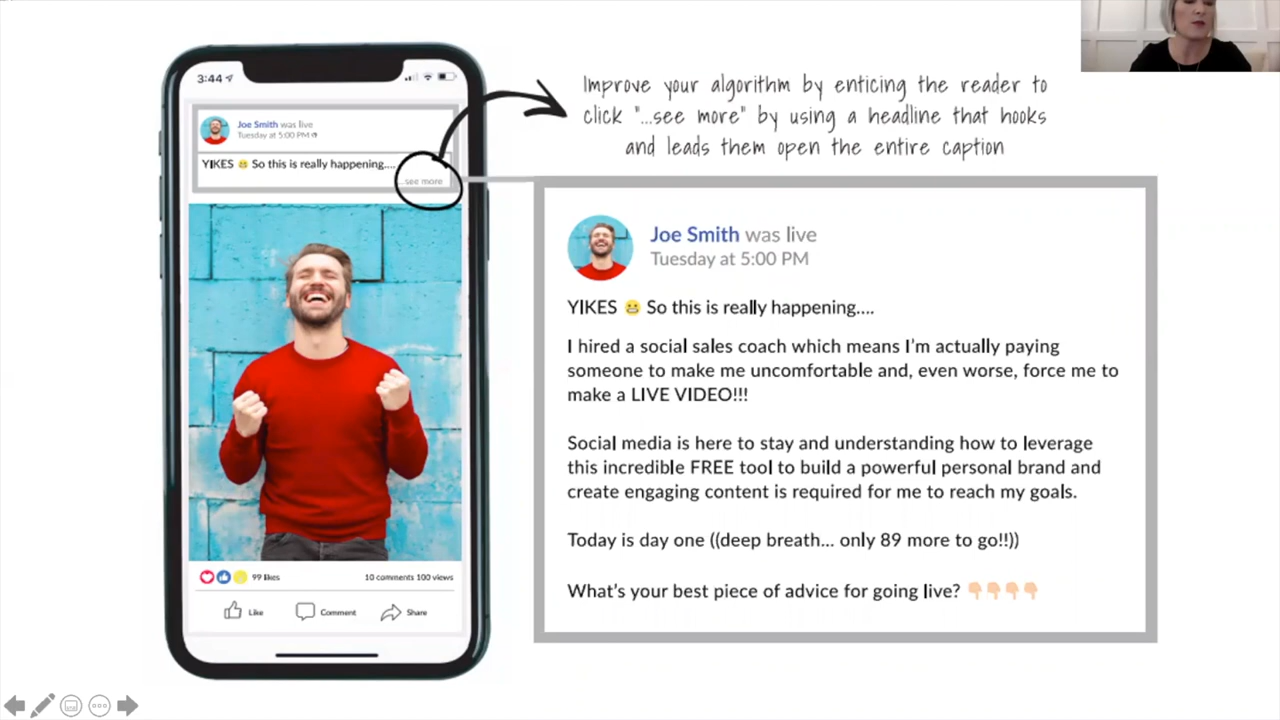 Improve your algorithm by enticing the reader to
click "...see more" by using a headline that hooks
and leads them open the entire caption
3:44
Joe Smith was live
Tuesday at 5:00 PM
YIKES 😬 So this is really happening....
...see more
99 likes
10 comments 100 views
Like
Comment
Share
Joe Smith was live
Tuesday at 5:00 PM
YIKES 😬 So this is really happening....
I hired a social sales coach which means I'm actually paying
someone to make me uncomfortable and, even worse, force me to
make a LIVE VIDEO!!!
Social media is here to stay and understanding how to leverage
this incredible FREE tool to build a powerful personal brand and
create engaging content is required for me to reach my goals.
Today is day one ((deep breath... only 89 more to go!!))
What's your best piece of advice for going live? 👇🏻👇🏻👇🏻👇🏻